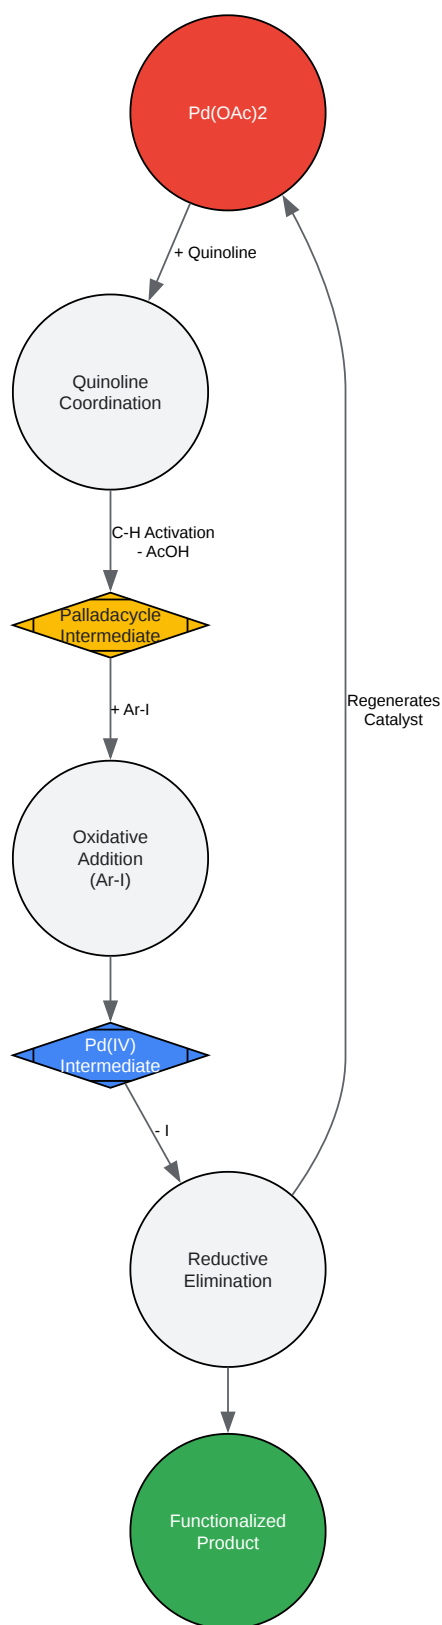 Pd(OAc)2
+ Quinoline
Quinoline
Coordination
C-H Activation
- AcOH
Palladacycle
Intermediate
+ Ar-I
Oxidative
Addition
(Ar-I)
Pd(IV)
Intermediate
- I
Reductive
Elimination
Regenerates
Catalyst
Functionalized
Product